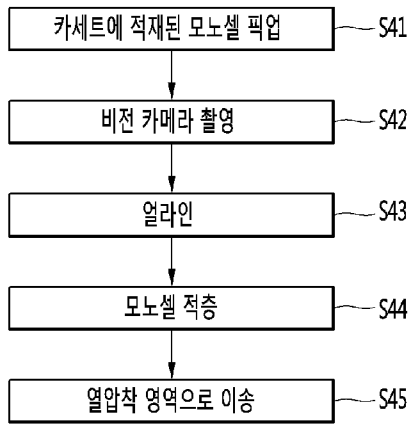 카세트에 적재된 모노셀 픽업 S41
비전 카메라 촬영 S42
얼라인 S43
모노셀 적층 S44
열압착 영역으로 이송 S45